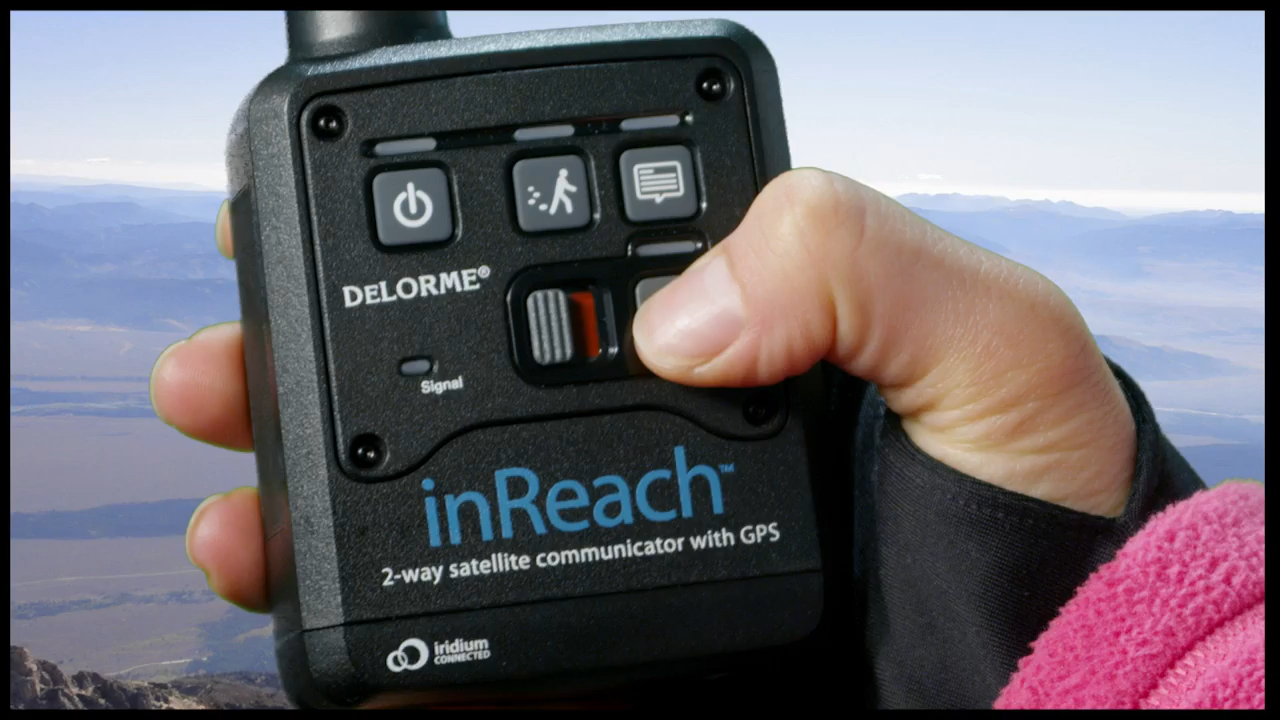 DELORME®
Signal
inReach™
2-way satellite communicator with GPS
iridium
CONNECTED